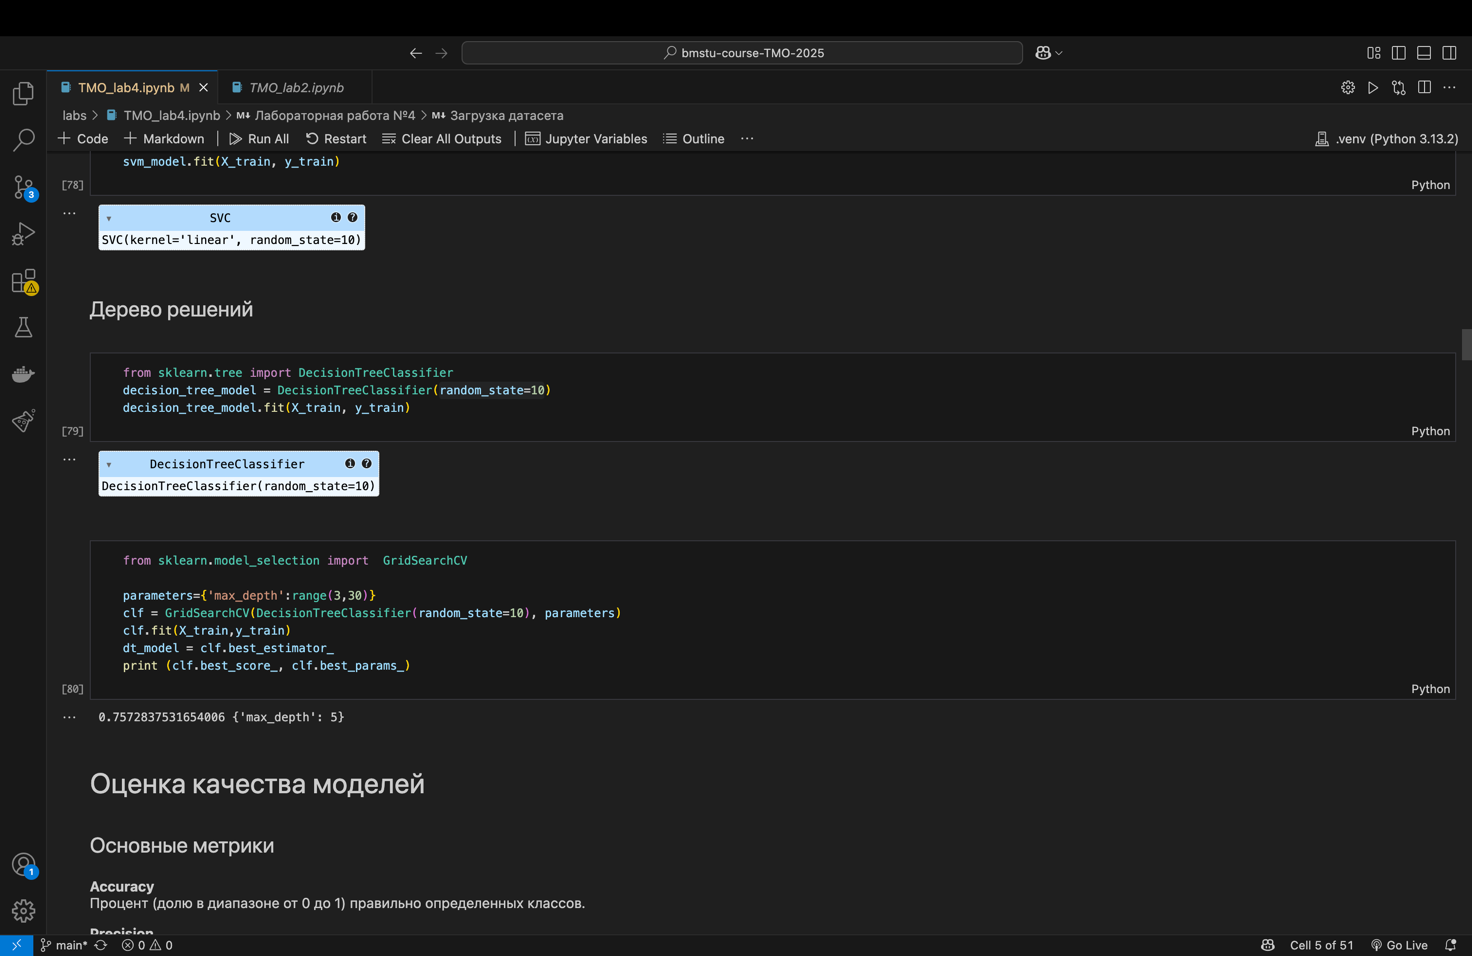 bmstu-course-TMO-2025
TMO_lab4.ipynb M
TMO_lab2.ipynb
labs > TMO_lab4.ipynb > M↓ Лабораторная работа №4 > M↓ Загрузка датасета
+ Code + Markdown Run All Restart Clear All Outputs Jupyter Variables Outline ...
.venv (Python 3.13.2)
svm_model.fit(X_train, y_train)
[78]
Python
SVC
SVC(kernel='linear', random_state=10)
Дерево решений
from sklearn.tree import DecisionTreeClassifier
decision_tree_model = DecisionTreeClassifier(random_state=10)
decision_tree_model.fit(X_train, y_train)
[79]
Python
DecisionTreeClassifier
DecisionTreeClassifier(random_state=10)
from sklearn.model_selection import  GridSearchCV
parameters={'max_depth':range(3,30)}
clf = GridSearchCV(DecisionTreeClassifier(random_state=10), parameters)
clf.fit(X_train,y_train)
dt_model = clf.best_estimator_
print (clf.best_score_, clf.best_params_)
[80]
Python
0.7572837531654006 {'max_depth': 5}
Оценка качества моделей
Основные метрики
Accuracy
Процент (долю в диапазоне от 0 до 1) правильно определенных классов.
Precision
3
1
main* 0 0
Cell 5 of 51 Go Live